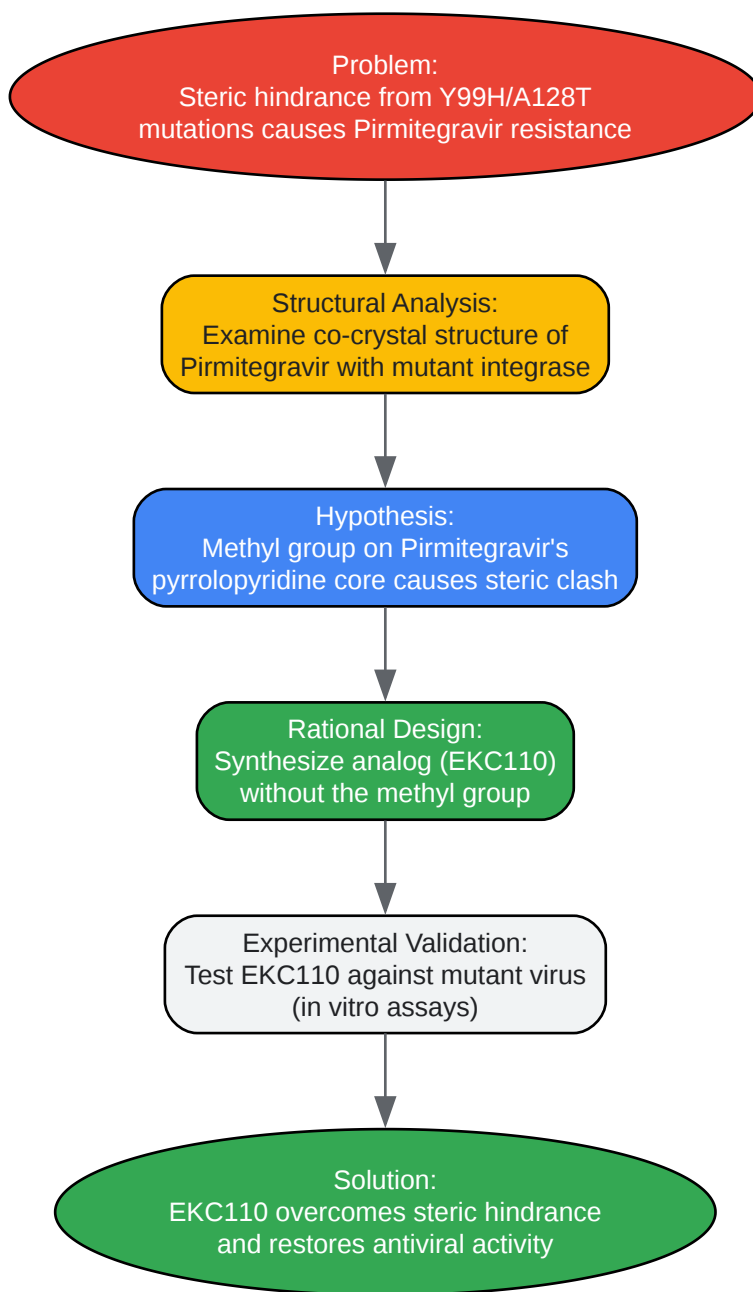 Problem:
Steric hindrance from Y99H/A128T
mutations causes Pirmitegravir resistance
Structural Analysis:
Examine co-crystal structure of
Pirmitegravir with mutant integrase
Hypothesis:
Methyl group on Pirmitegravir's
pyrrolopyridine core causes steric clash
Rational Design:
Synthesize analog (EKC110)
without the methyl group
Experimental Validation:
Test EKC110 against mutant virus
(in vitro assays)
Solution:
EKC110 overcomes steric hindrance
and restores antiviral activity